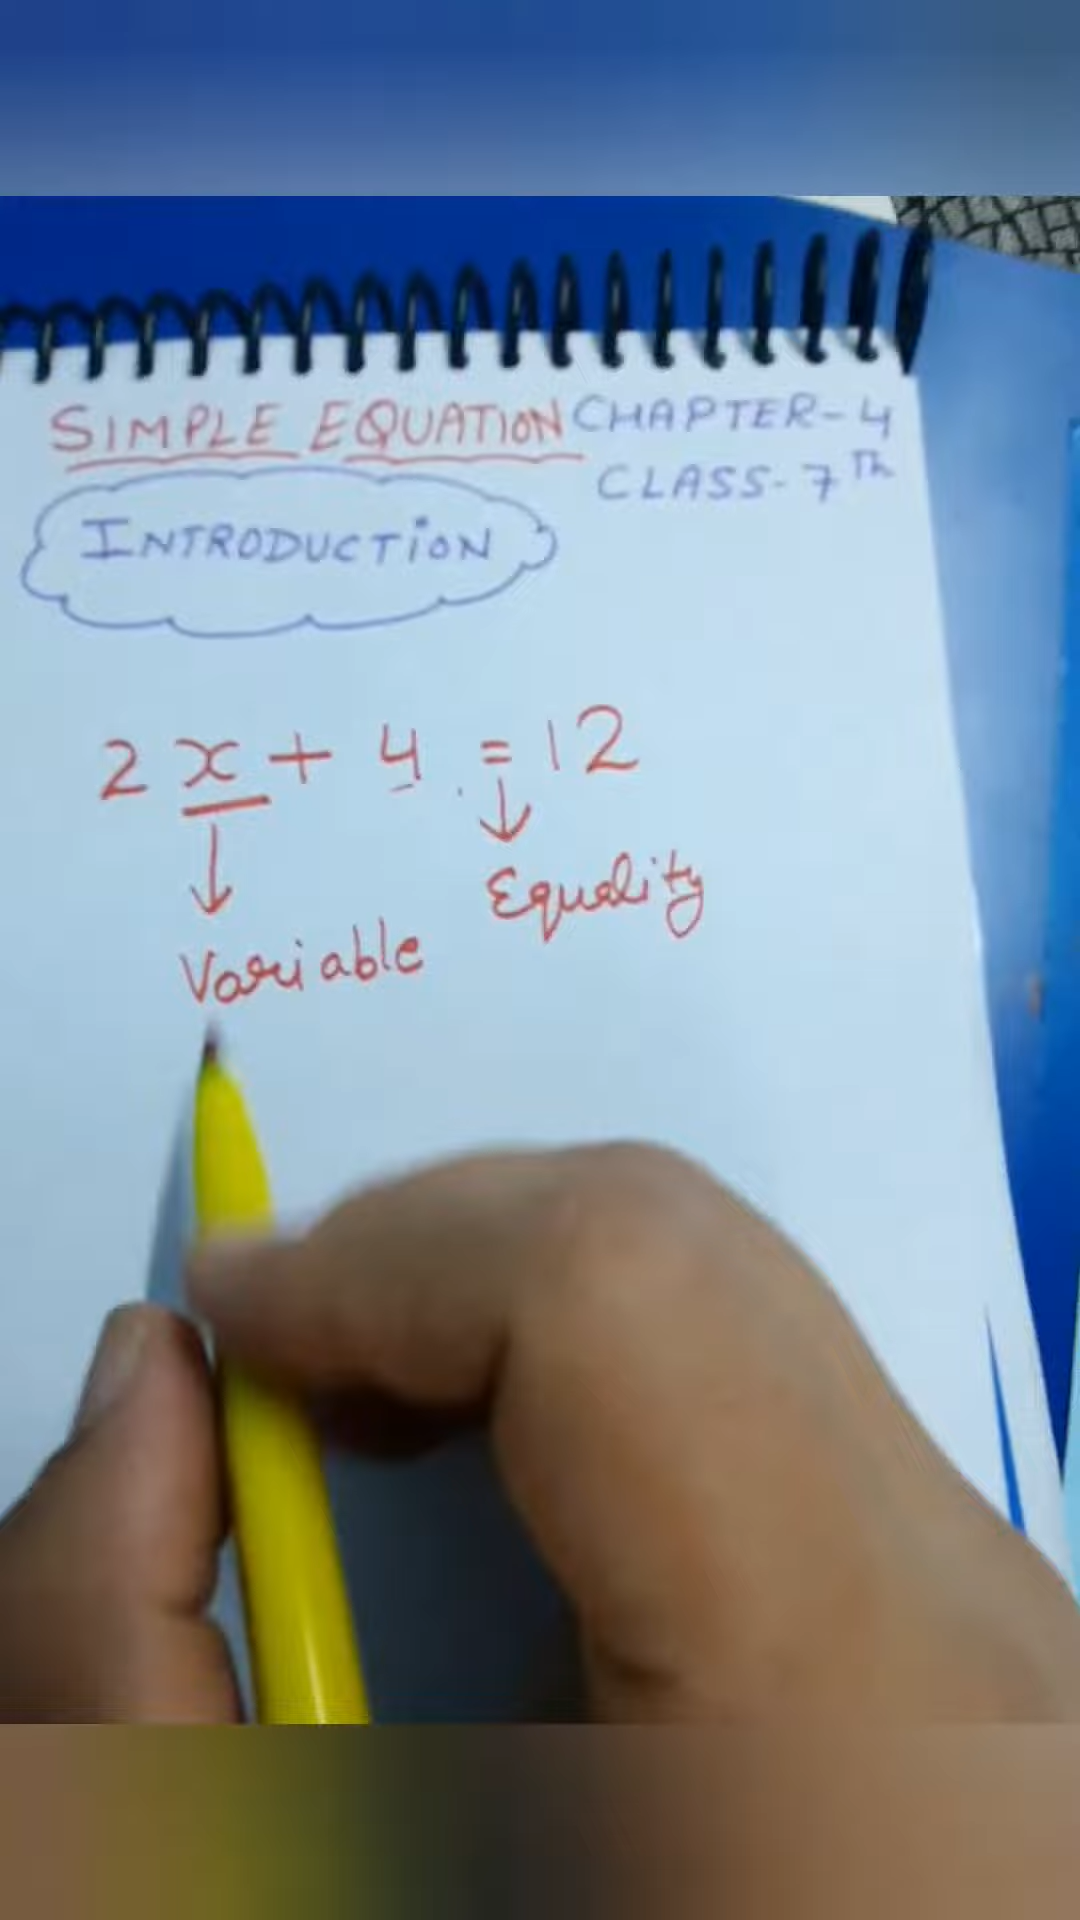 SIMPLE EQUATION CHAPTER-4
CLASS-7Th
INTRODUCTION
2x + 4 = 12
Equality
Variable